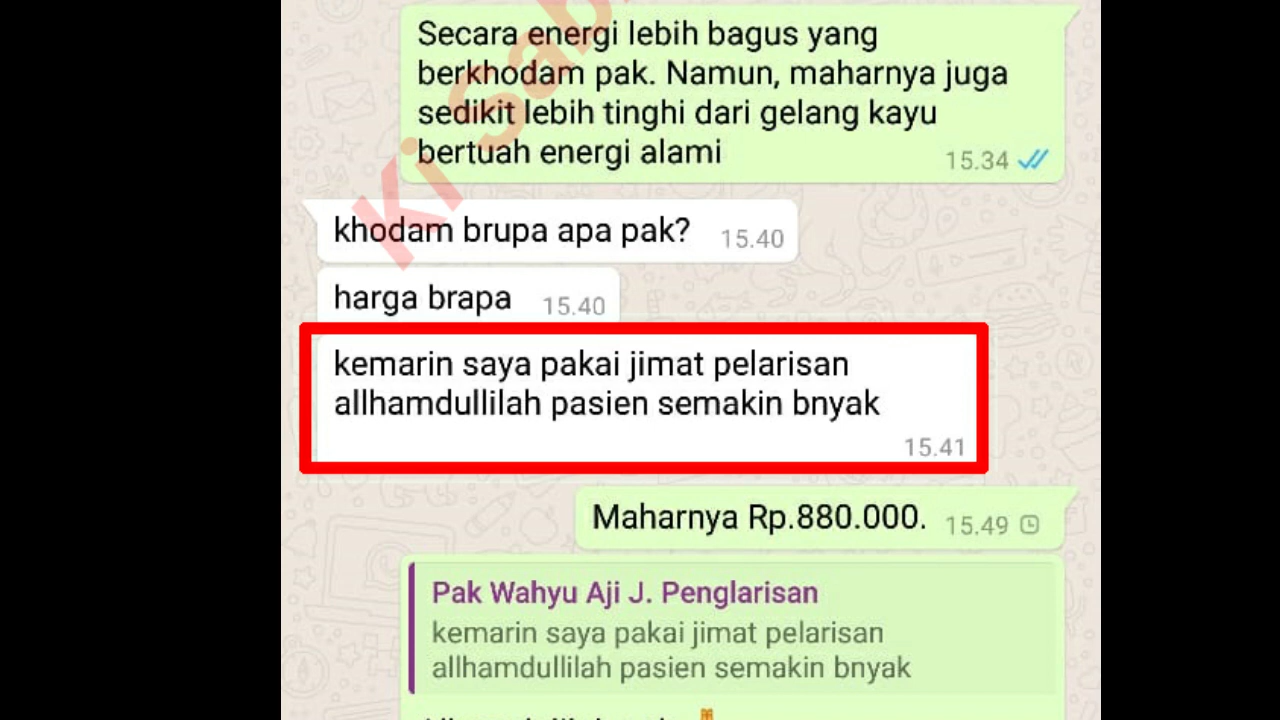 Secara energi lebih bagus yang
berkhodam pak. Namun, maharnya juga
sedikit lebih tinghi dari gelang kayu
bertuah energi alami
15.34
Ki Sab
khodam brupa apa pak?
15.40
harga brapa
15.40
kemarin saya pakai jimat pelarisan
allhamdullilah pasien semakin bnyak
15.41
Maharnya Rp.880.000.
15.49
Pak Wahyu Aji J. Penglarisan
kemarin saya pakai jimat pelarisan
allhamdullilah pasien semakin bnyak